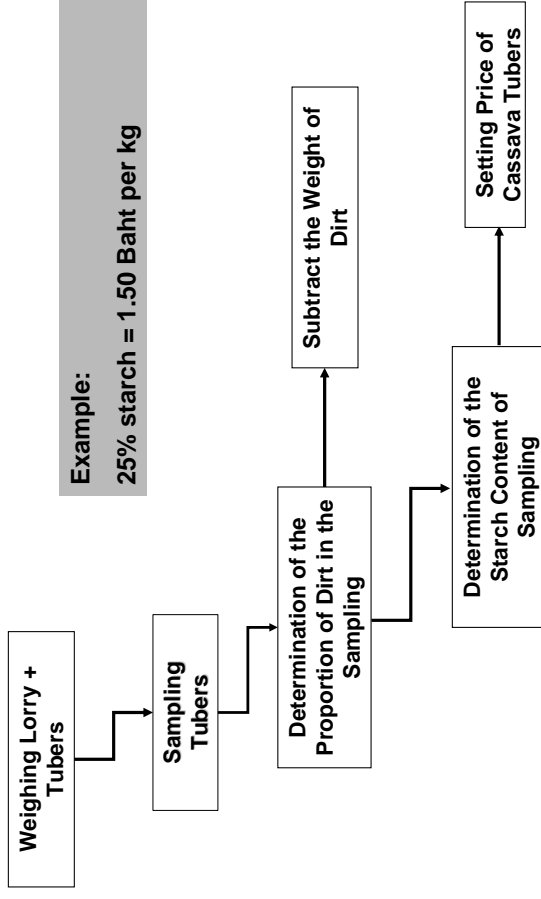 Weighing Lorry +
Tubers
Sampling
Tubers
Determination of the
Proportion of Dirt in the
Sampling
Subtract the Weight of
Dirt
Determination of the
Starch Content of
Sampling
Setting Price of
Cassava Tubers
Example:
25% starch = 1.50 Baht per kg